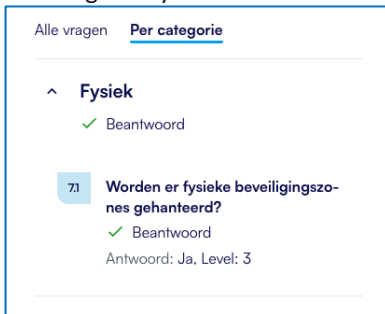 Alle vragen Per categorie
Fysiek
Beantwoord
7.1 Worden er fysieke beveiligingszo-
nes gehanteerd?
Beantwoord
Antwoord: Ja, Level: 3